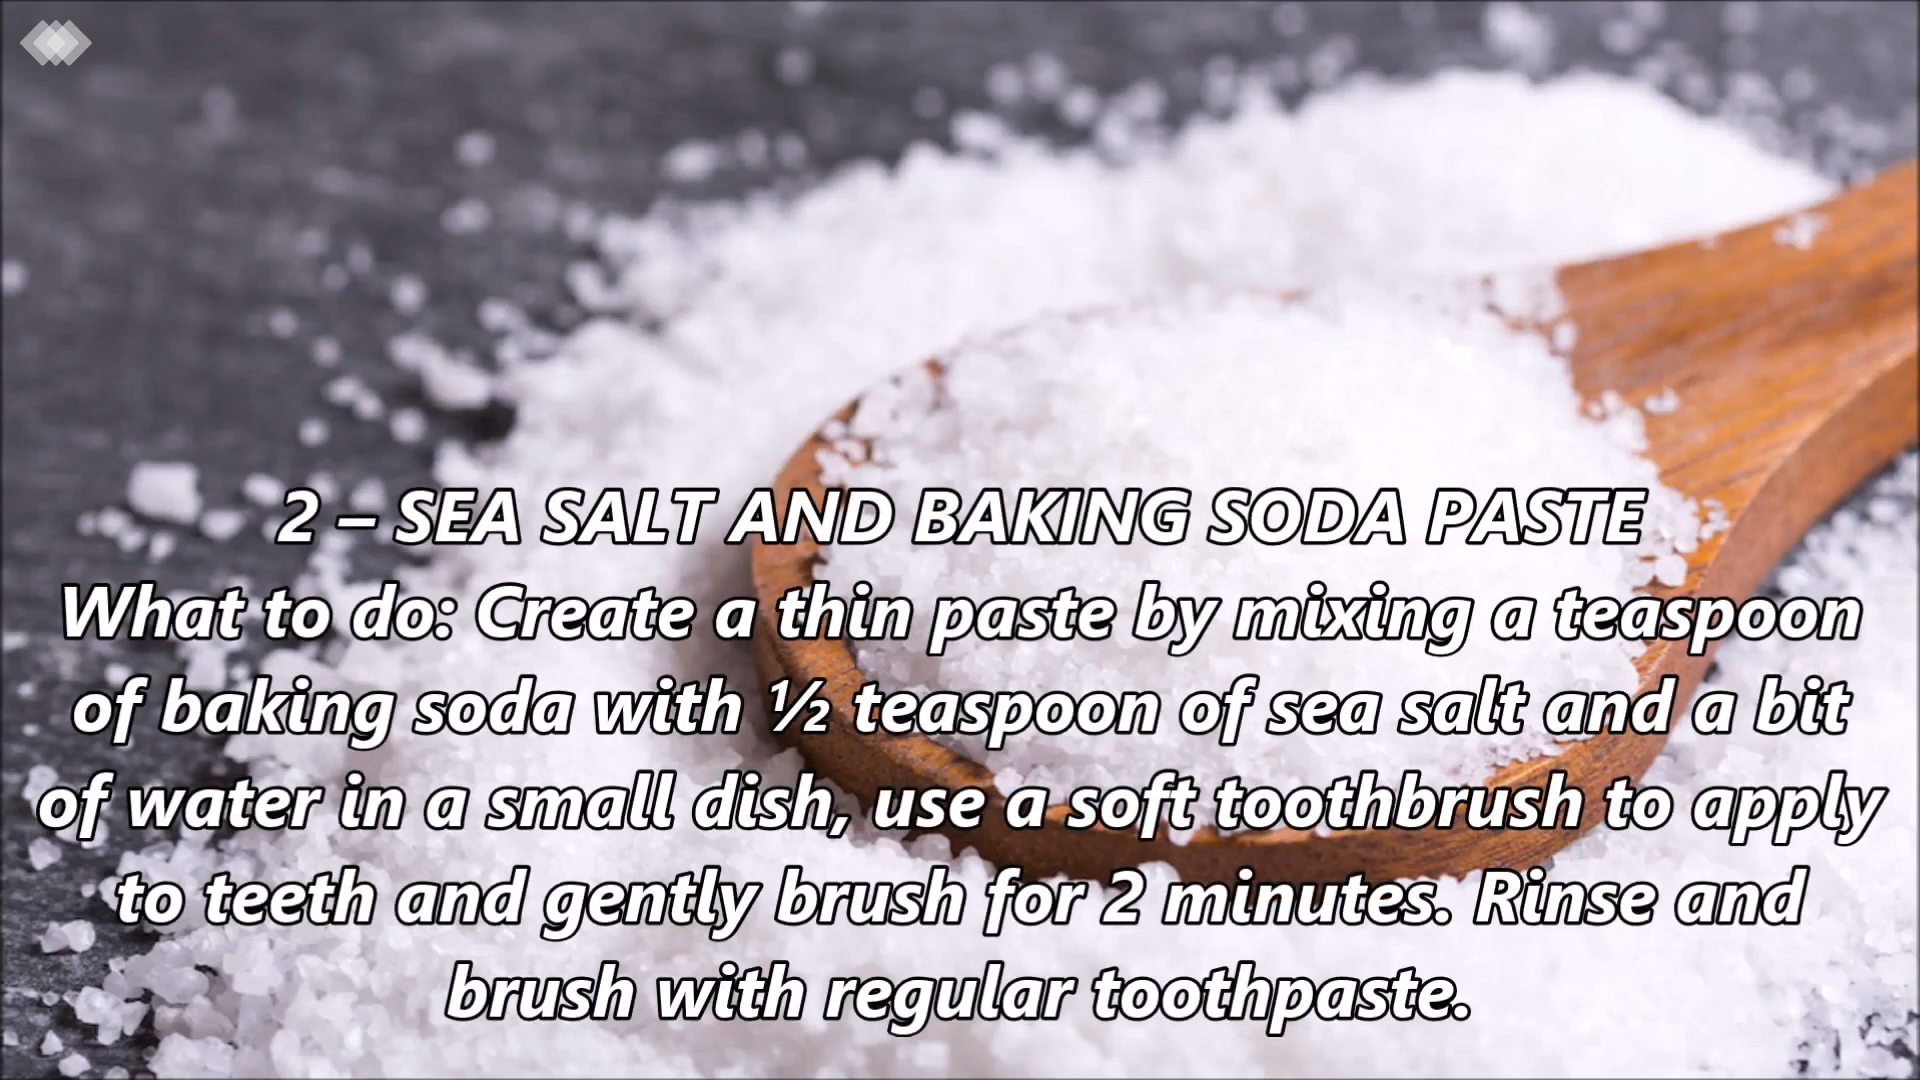 2 – SEA SALT AND BAKING SODA PASTE
What to do: Create a thin paste by mixing a teaspoon
of baking soda with ½ teaspoon of sea salt and a bit
of water in a small dish, use a soft toothbrush to apply
to teeth and gently brush for 2 minutes. Rinse and
brush with regular toothpaste.